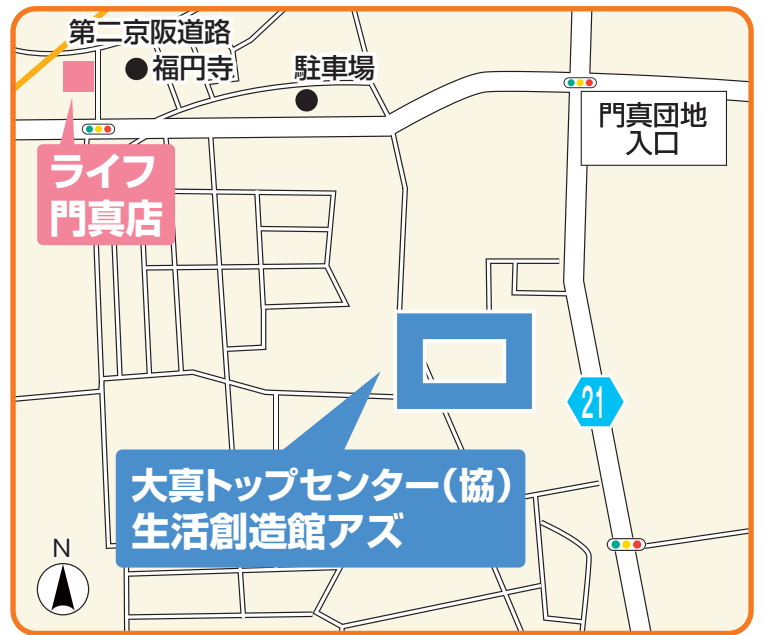 第二京阪道路
福円寺
駐車場
門真団地
入口
ライフ
門真店
21
大真トップセンター(協)
生活創造館アズ
N